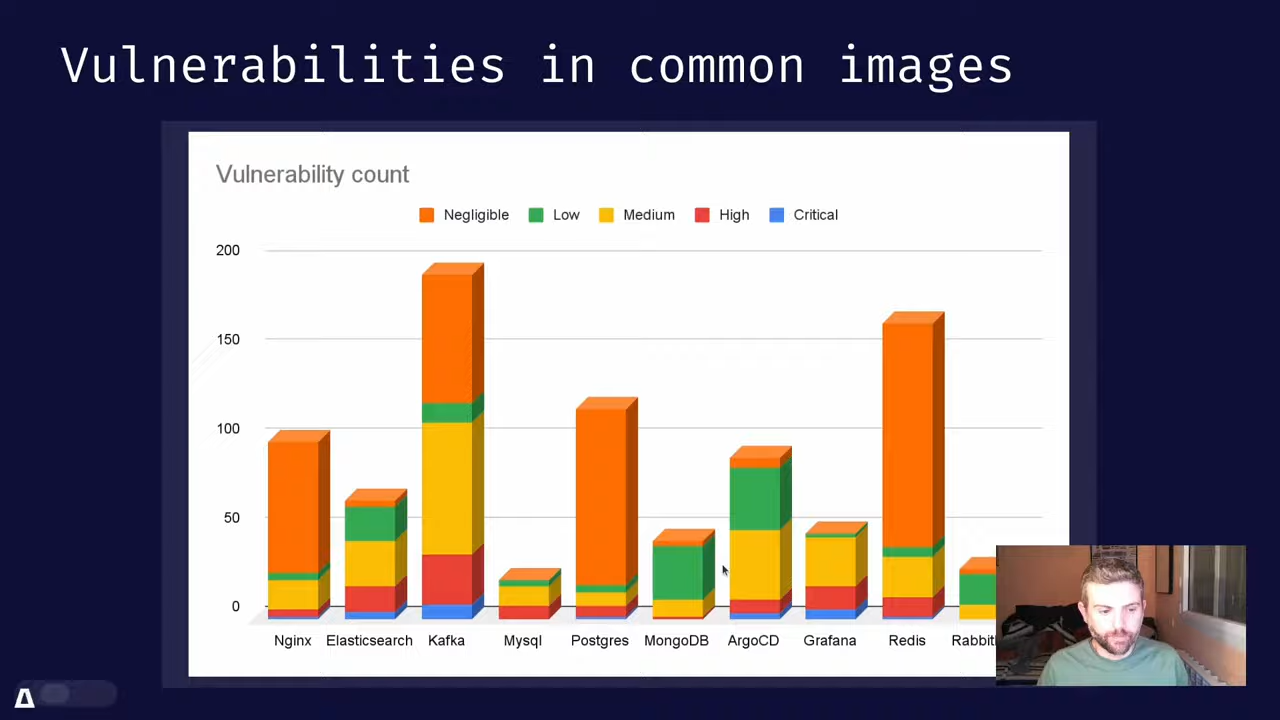 Vulnerabilities in common images
Vulnerability count
Negligible Low Medium High Critical
200
150
100
50
0
Nginx Elasticsearch Kafka Mysql Postgres MongoDB ArgoCD Grafana Redis